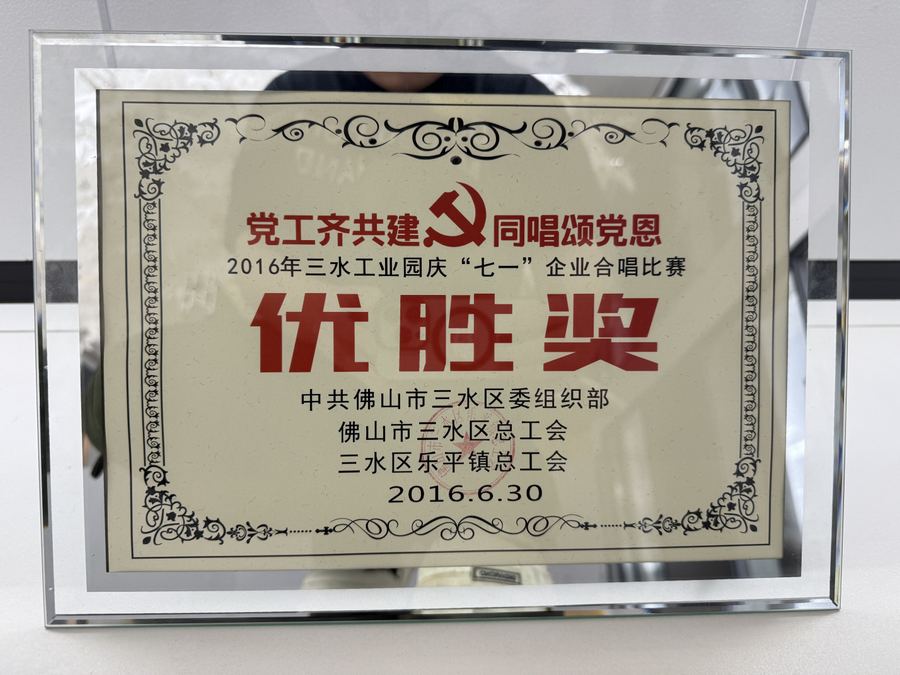 党工齐共建 同唱颂党恩
2016年三水工业园庆“七一”企业合唱比赛
优胜奖
中共佛山市三水区委组织部
佛山市三水区总工会
三水区乐平镇总工会
2016.6.30